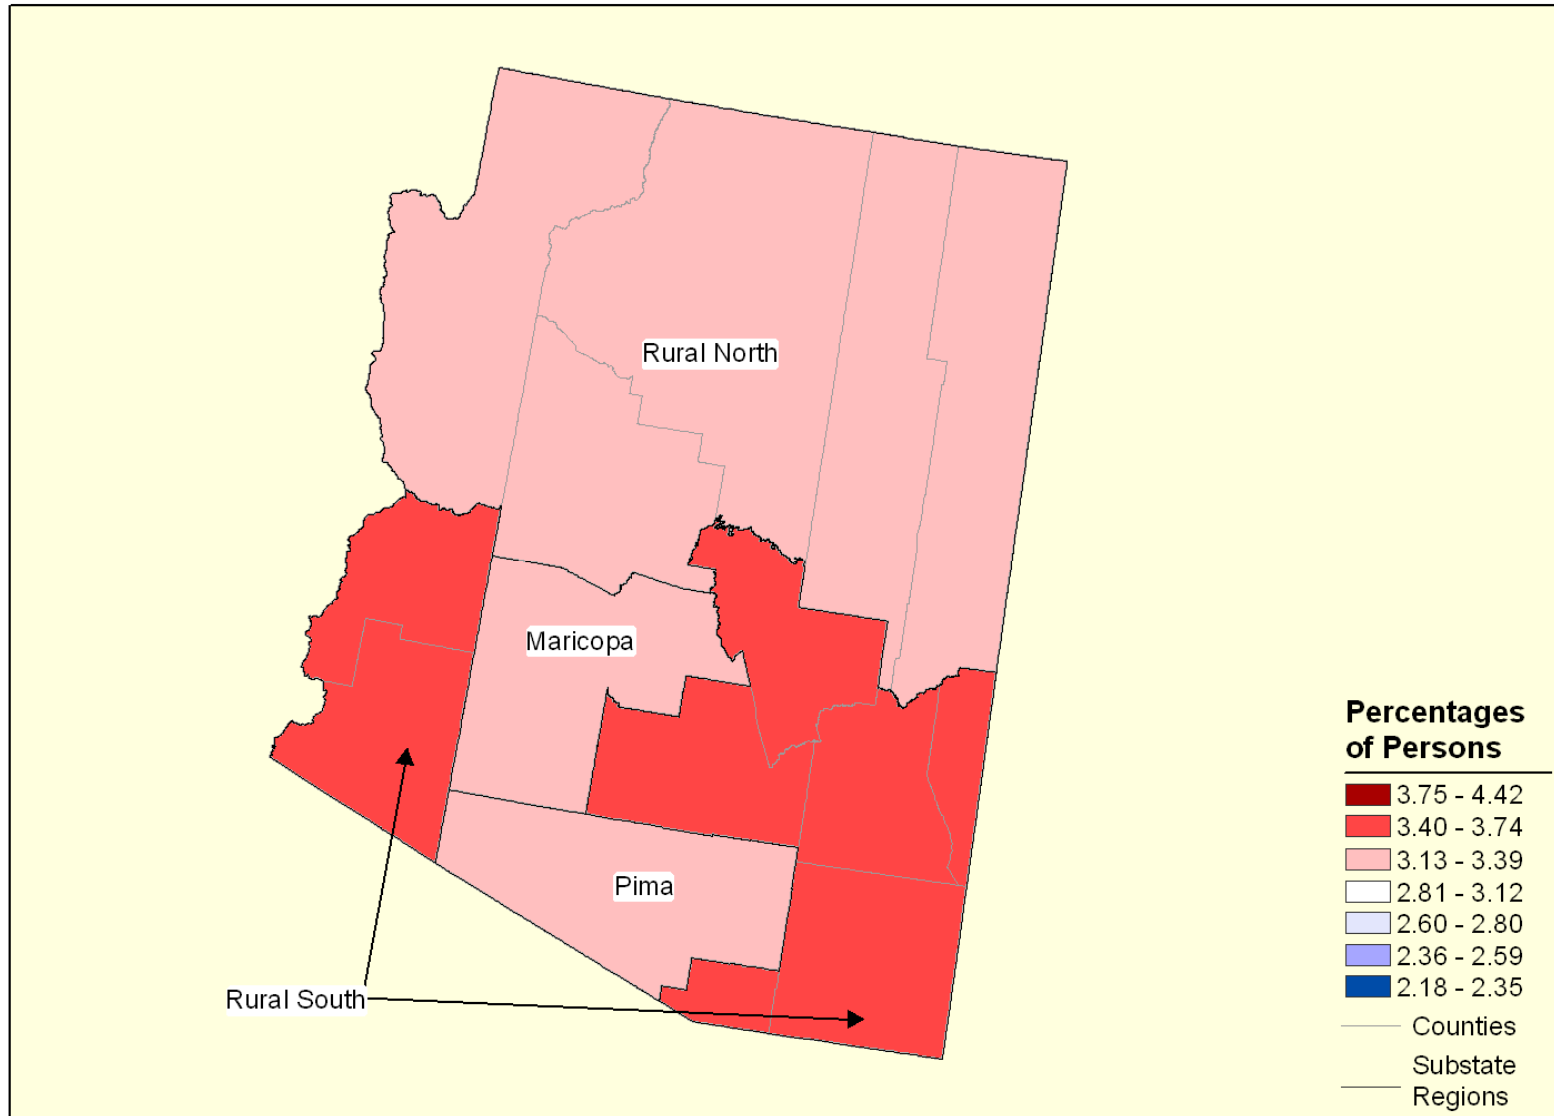 Rural North
Maricopa
Pima
Rural South
Percentages
of Persons
3.75 - 4.42
3.40 - 3.74
3.13 - 3.39
2.81 - 3.12
2.60 - 2.80
2.36 - 2.59
2.18 - 2.35
Counties
Substate
Regions